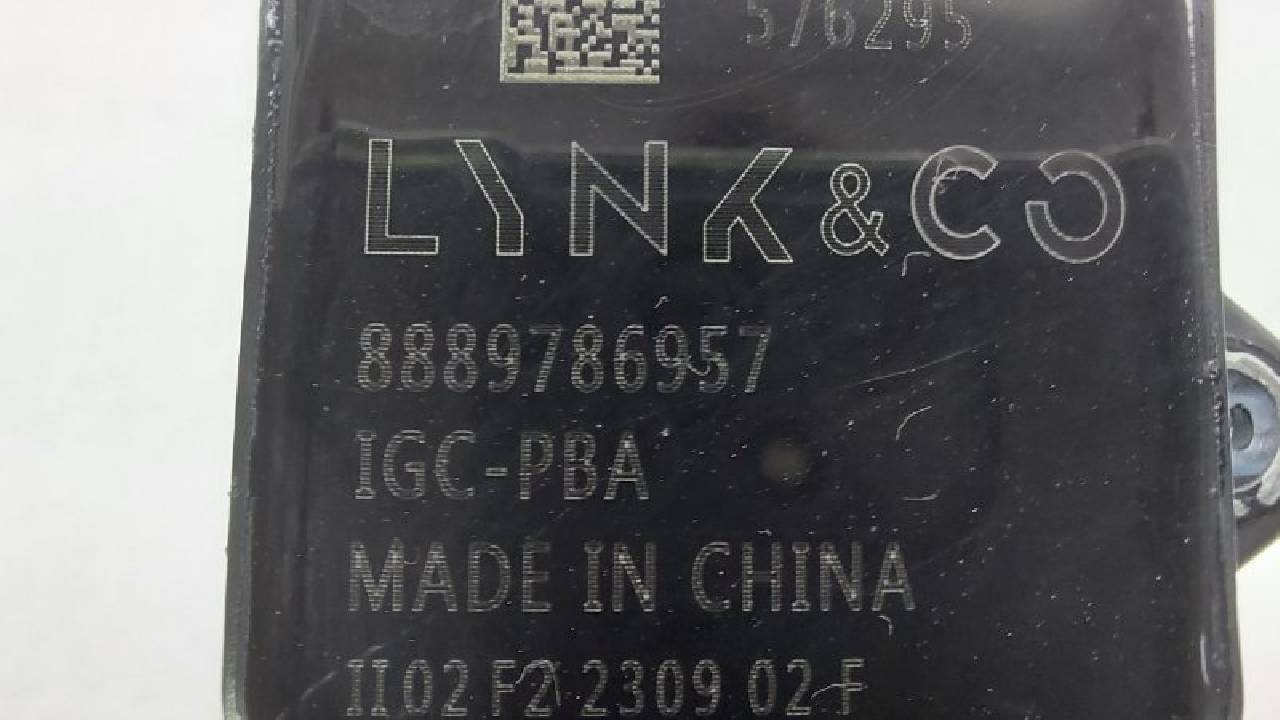 576295
LYNK & CO
8889786957
IGC-PBA
MADE IN CHINA
II02 F2 2309 02 F